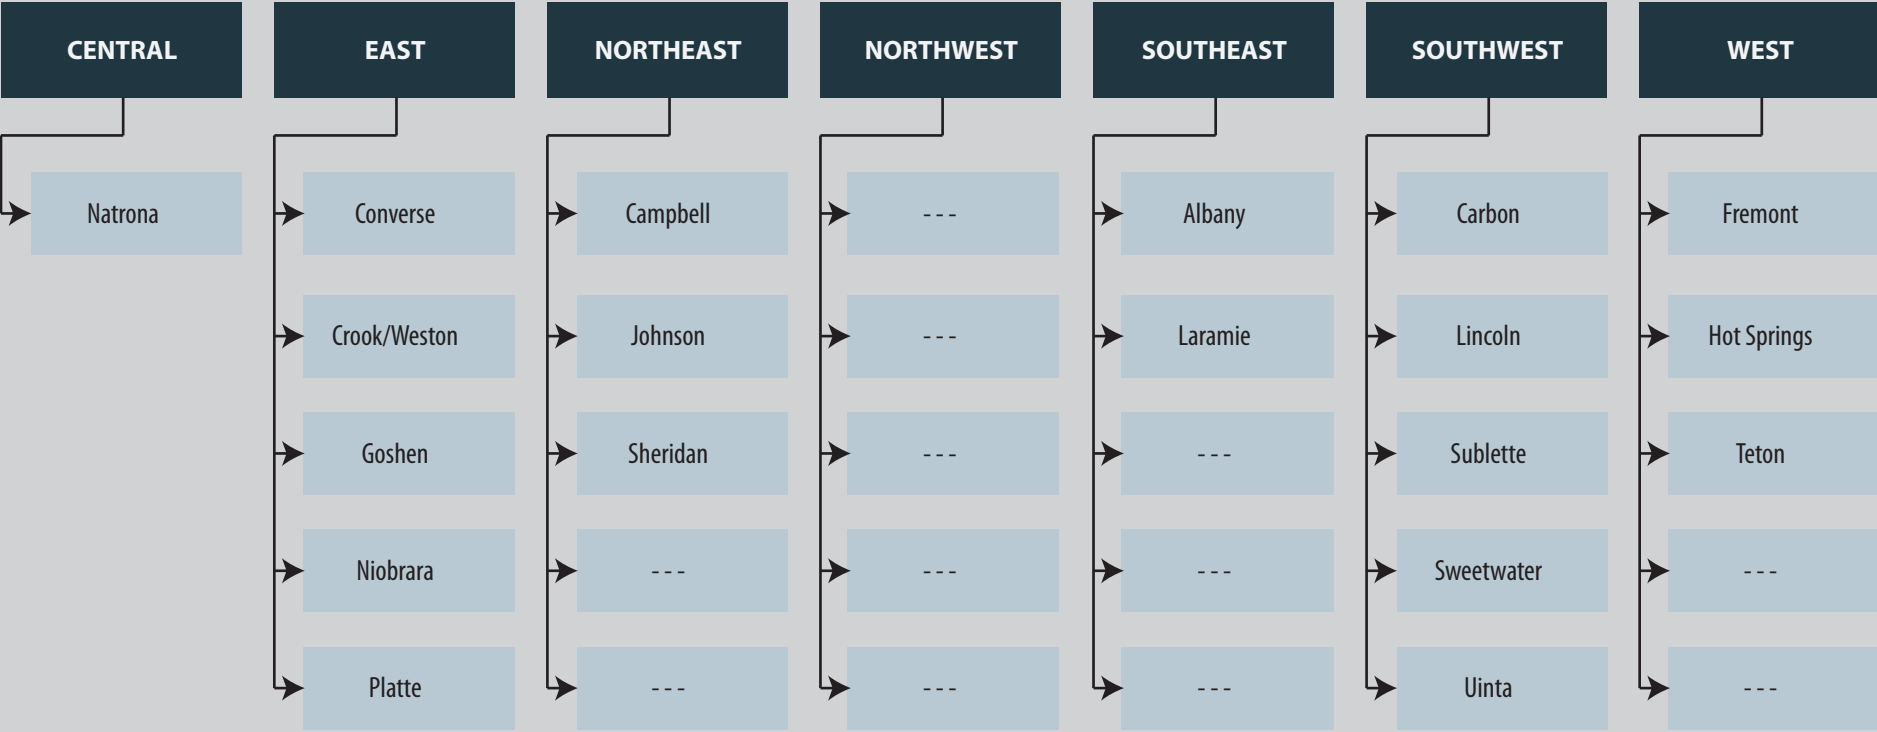 CENTRAL
Natrona
EAST
Converse
Crook/Weston
Goshen
Niobrara
Platte
NORTHEAST
Campbell
Johnson
Sheridan
---
---
NORTHWEST
---
---
---
---
---
SOUTHEAST
Albany
Laramie
---
---
---
SOUTHWEST
Carbon
Lincoln
Sublette
Sweetwater
Uinta
WEST
Fremont
Hot Springs
Teton
---
---